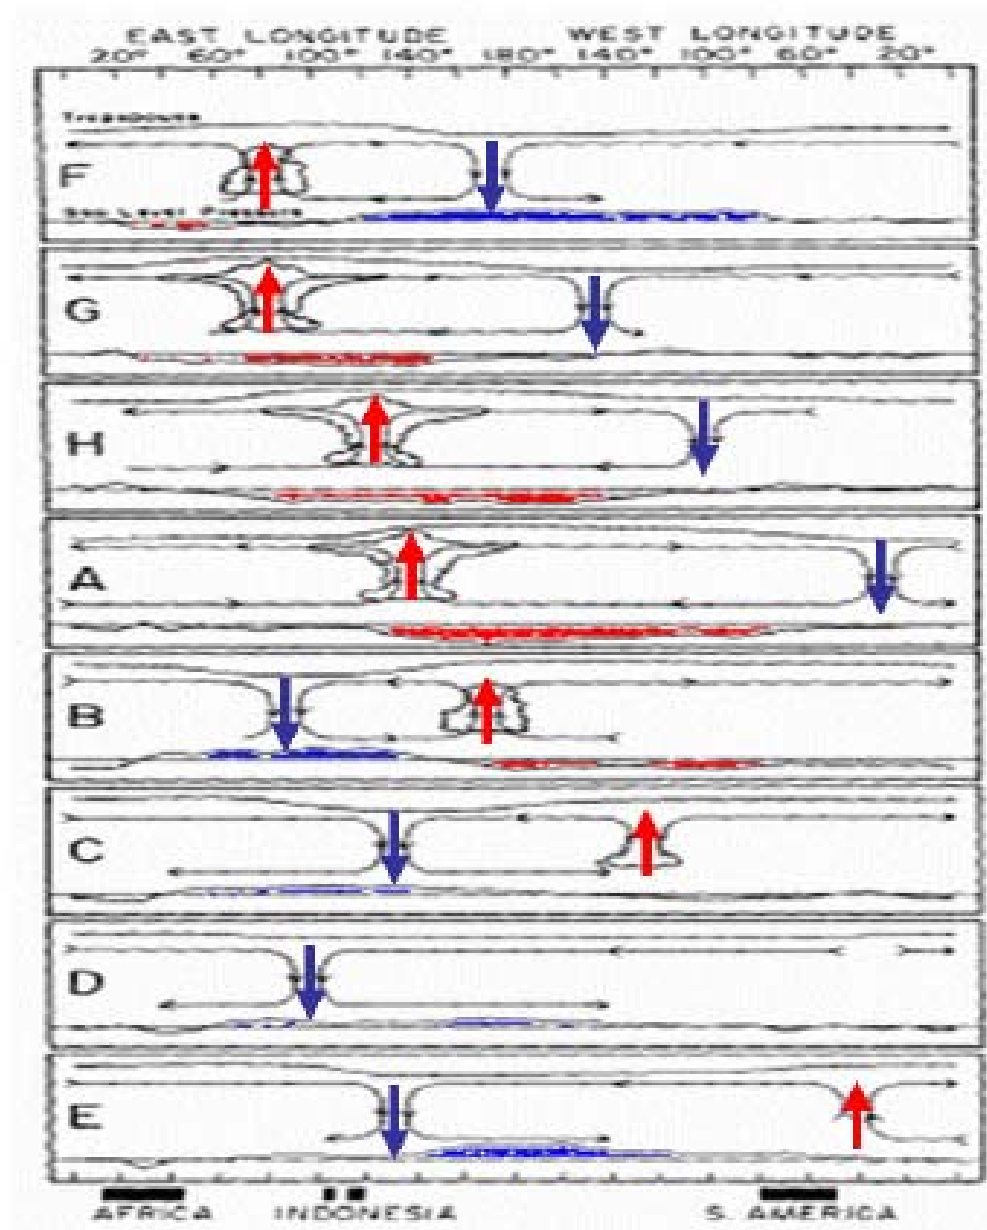 EAST LONGITUDE WEST LONGITUDE
20° 60° 100° 140° 180° 140° 100° 60° 20°
Tropopause
F
Sea Level Pressure
G
H
A
B
C
D
E
AFRICA INDONESIA S. AMERICA